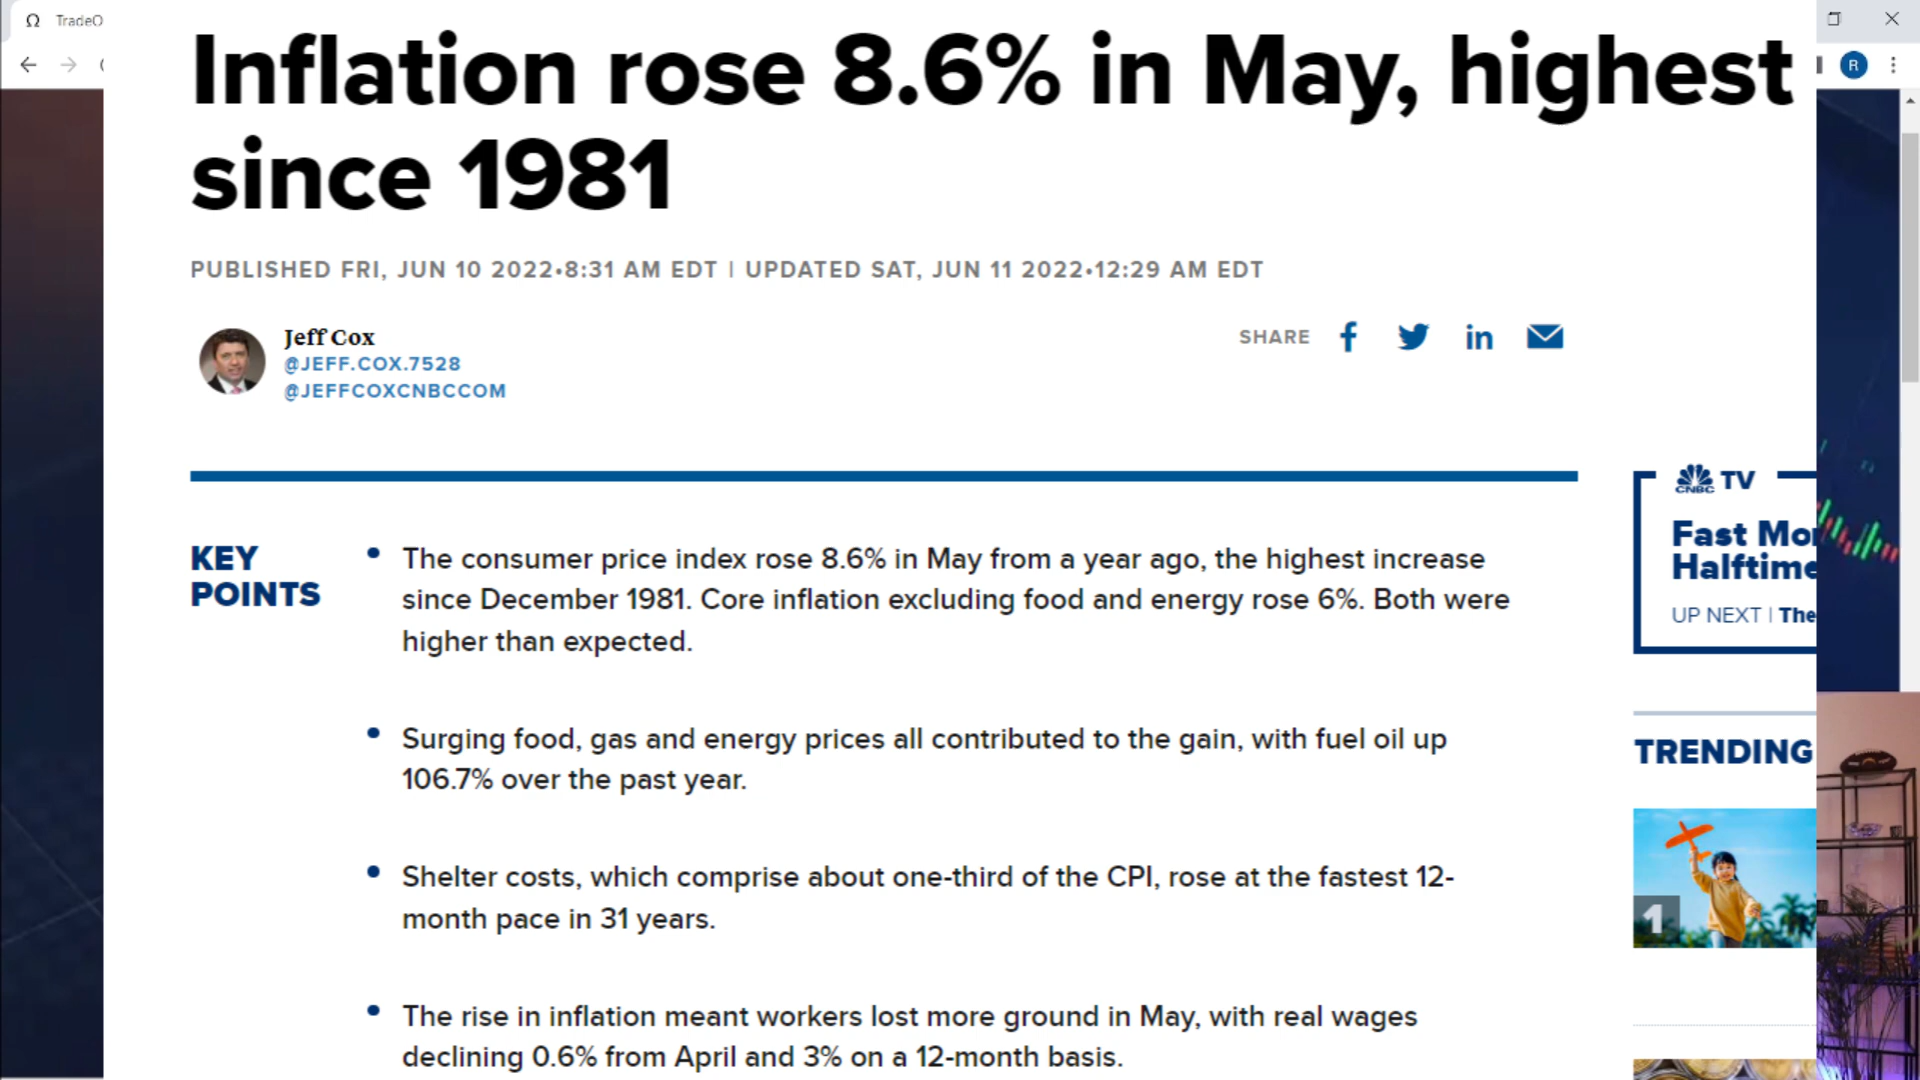 Ω TradeO
R
Inflation rose 8.6% in May, highest
since 1981
PUBLISHED FRI, JUN 10 2022•8:31 AM EDT | UPDATED SAT, JUN 11 2022•12:29 AM EDT
Jeff Cox
@JEFF.COX.7528
@JEFFCOXCNBCCOM
SHARE
KEY
POINTS
• The consumer price index rose 8.6% in May from a year ago, the highest increase
since December 1981. Core inflation excluding food and energy rose 6%. Both were
higher than expected.
• Surging food, gas and energy prices all contributed to the gain, with fuel oil up
106.7% over the past year.
• Shelter costs, which comprise about one-third of the CPI, rose at the fastest 12-
month pace in 31 years.
• The rise in inflation meant workers lost more ground in May, with real wages
declining 0.6% from April and 3% on a 12-month basis.
CNBC TV
Fast Mo
Halftime
UP NEXT | The
TRENDING
1